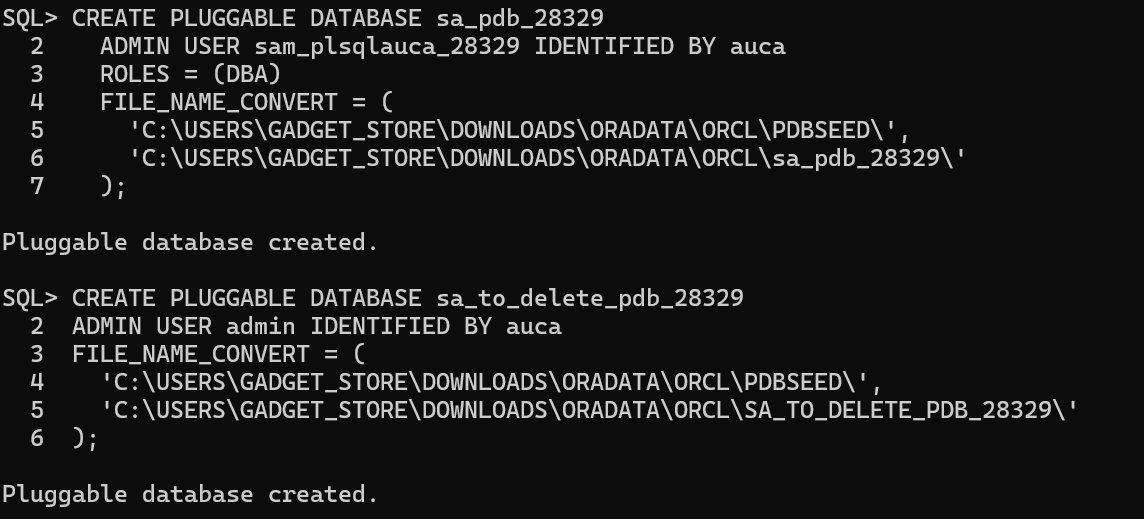 SQL> CREATE PLUGGABLE DATABASE sa_pdb_28329
  2    ADMIN USER sam_plsqlauca_28329 IDENTIFIED BY auca
  3    ROLES = (DBA)
  4    FILE_NAME_CONVERT = (
  5      'C:\USERS\GADGET_STORE\DOWNLOADS\ORADATA\ORCL\PDBSEED\',
  6      'C:\USERS\GADGET_STORE\DOWNLOADS\ORADATA\ORCL\sa_pdb_28329\'
  7    );
Pluggable database created.
SQL> CREATE PLUGGABLE DATABASE sa_to_delete_pdb_28329
  2  ADMIN USER admin IDENTIFIED BY auca
  3  FILE_NAME_CONVERT = (
  4    'C:\USERS\GADGET_STORE\DOWNLOADS\ORADATA\ORCL\PDBSEED\',
  5    'C:\USERS\GADGET_STORE\DOWNLOADS\ORADATA\ORCL\SA_TO_DELETE_PDB_28329\'
  6  );
Pluggable database created.